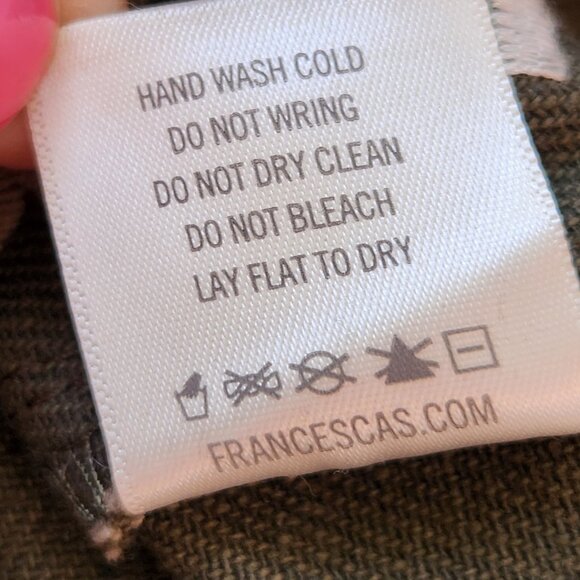 HAND WASH COLD
DO NOT WRING
DO NOT DRY CLEAN
DO NOT BLEACH
LAY FLAT TO DRY
FRANCESCAS.COM